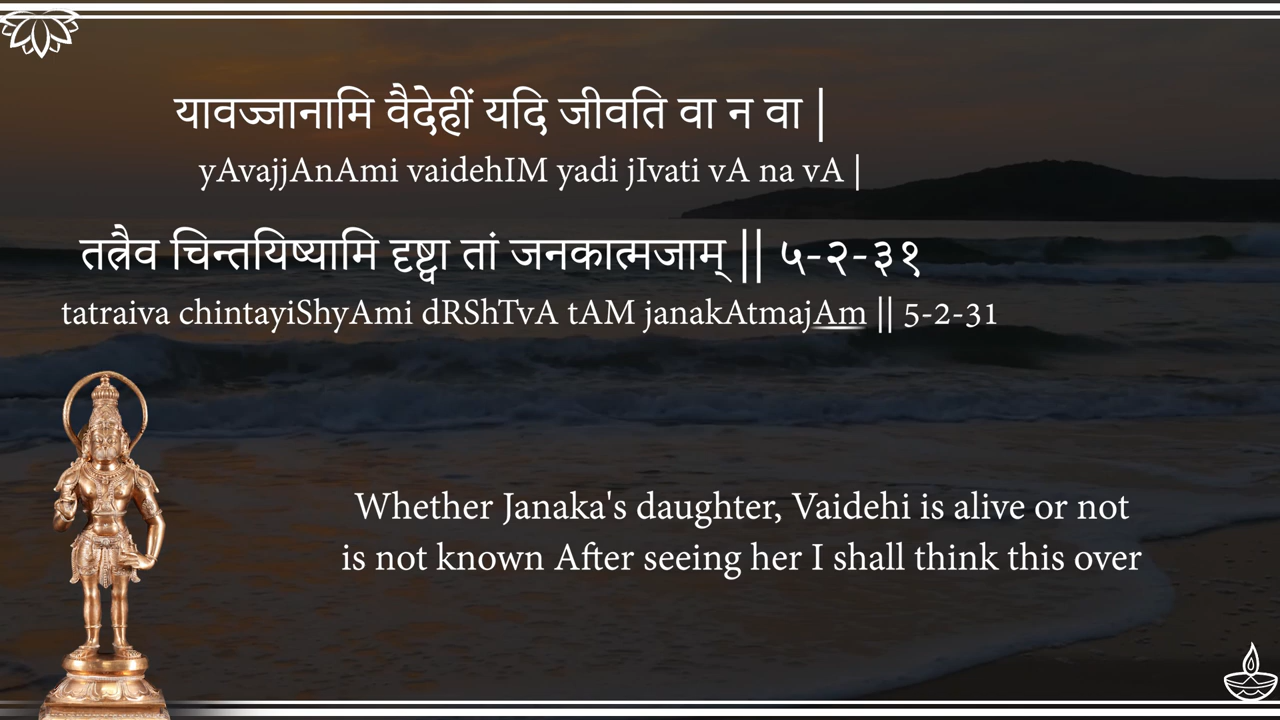 यावज्जानामि वैदेहीं यदि जीवति वा न वा |
yAvajjAnAmi vaidehIM yadi jIvati vA na vA |
तत्रैव चिन्तयिष्यामि दृष्ट्वा तां जनकात्मजाम् || ५-२-३१
tatraiva chintayiShyAmi dRShTvA tAM janakAtmajAm || 5-2-31
Whether Janaka's daughter, Vaidehi is alive or not
is not known After seeing her I shall think this over